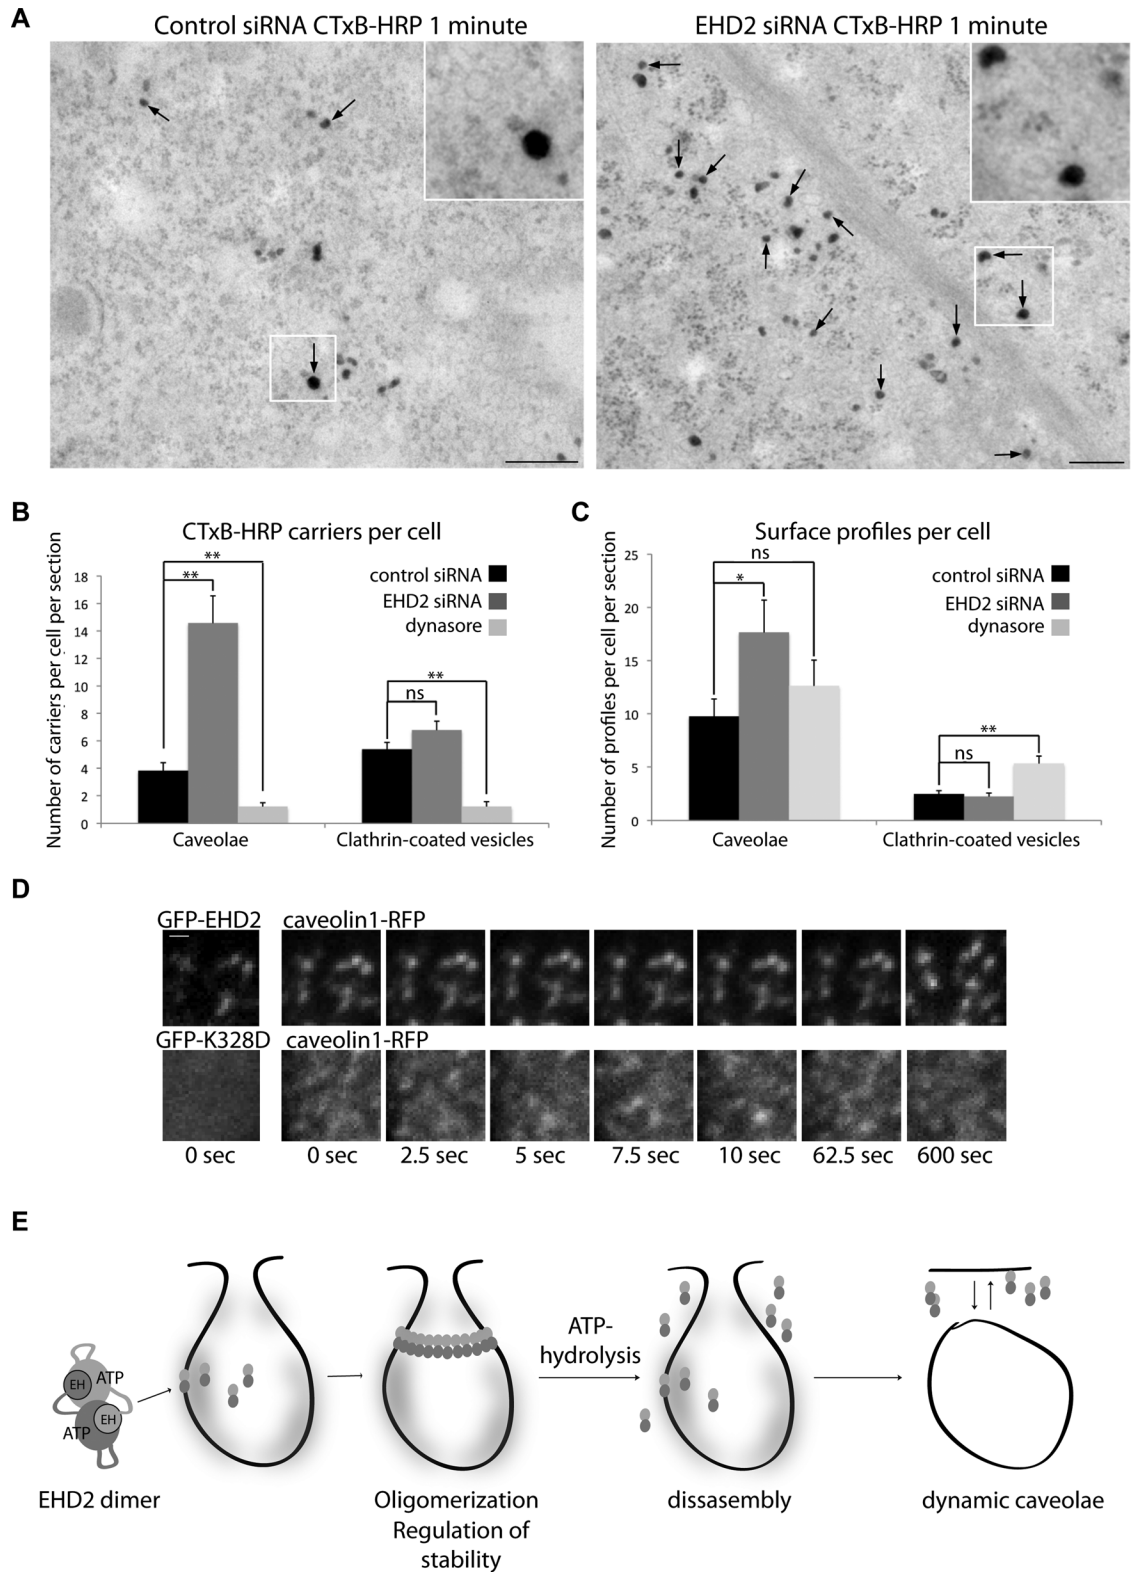 A
Control siRNA CTxB-HRP 1 minute
EHD2 siRNA CTxB-HRP 1 minute
B
CTxB-HRP carriers per cell
Number of carriers per cell per section
18
16
14
12
10
8
6
4
2
0
**
**
control siRNA
EHD2 siRNA
dynasore
**
ns
Caveolae
Clathrin-coated vesicles
C
Surface profiles per cell
Number of profiles per cell per section
25
20
15
10
5
0
ns
*
control siRNA
EHD2 siRNA
dynasore
**
ns
Caveolae
Clathrin-coated vesicles
D
GFP-EHD2
caveolin1-RFP
GFP-K328D
caveolin1-RFP
0 sec
0 sec
2.5 sec
5 sec
7.5 sec
10 sec
62.5 sec
600 sec
E
EH
ATP
EH
ATP
EHD2 dimer
Oligomerization
Regulation of
stability
ATP-
hydrolysis
dissasembly
dynamic caveolae